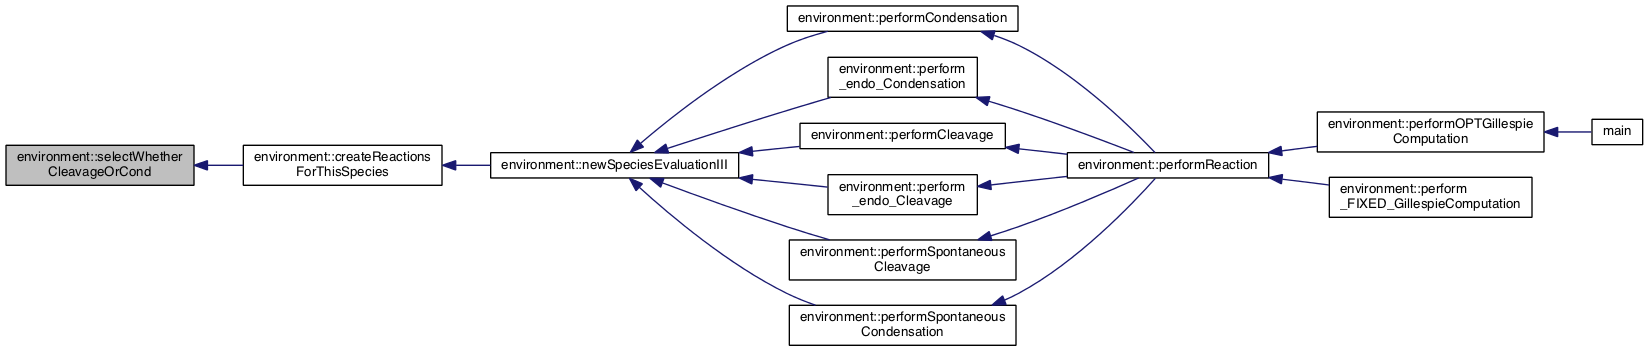 environment::selectWhether
CleavageOrCond
environment::createReactions
ForThisSpecies
environment::newSpeciesEvaluationIII
environment::performCondensation
environment::perform
_endo_Condensation
environment::performCleavage
environment::perform
_endo_Cleavage
environment::performSpontaneous
Cleavage
environment::performSpontaneous
Condensation
environment::performReaction
environment::performOPTGillespie
Computation
environment::perform
_FIXED_GillespieComputation
main